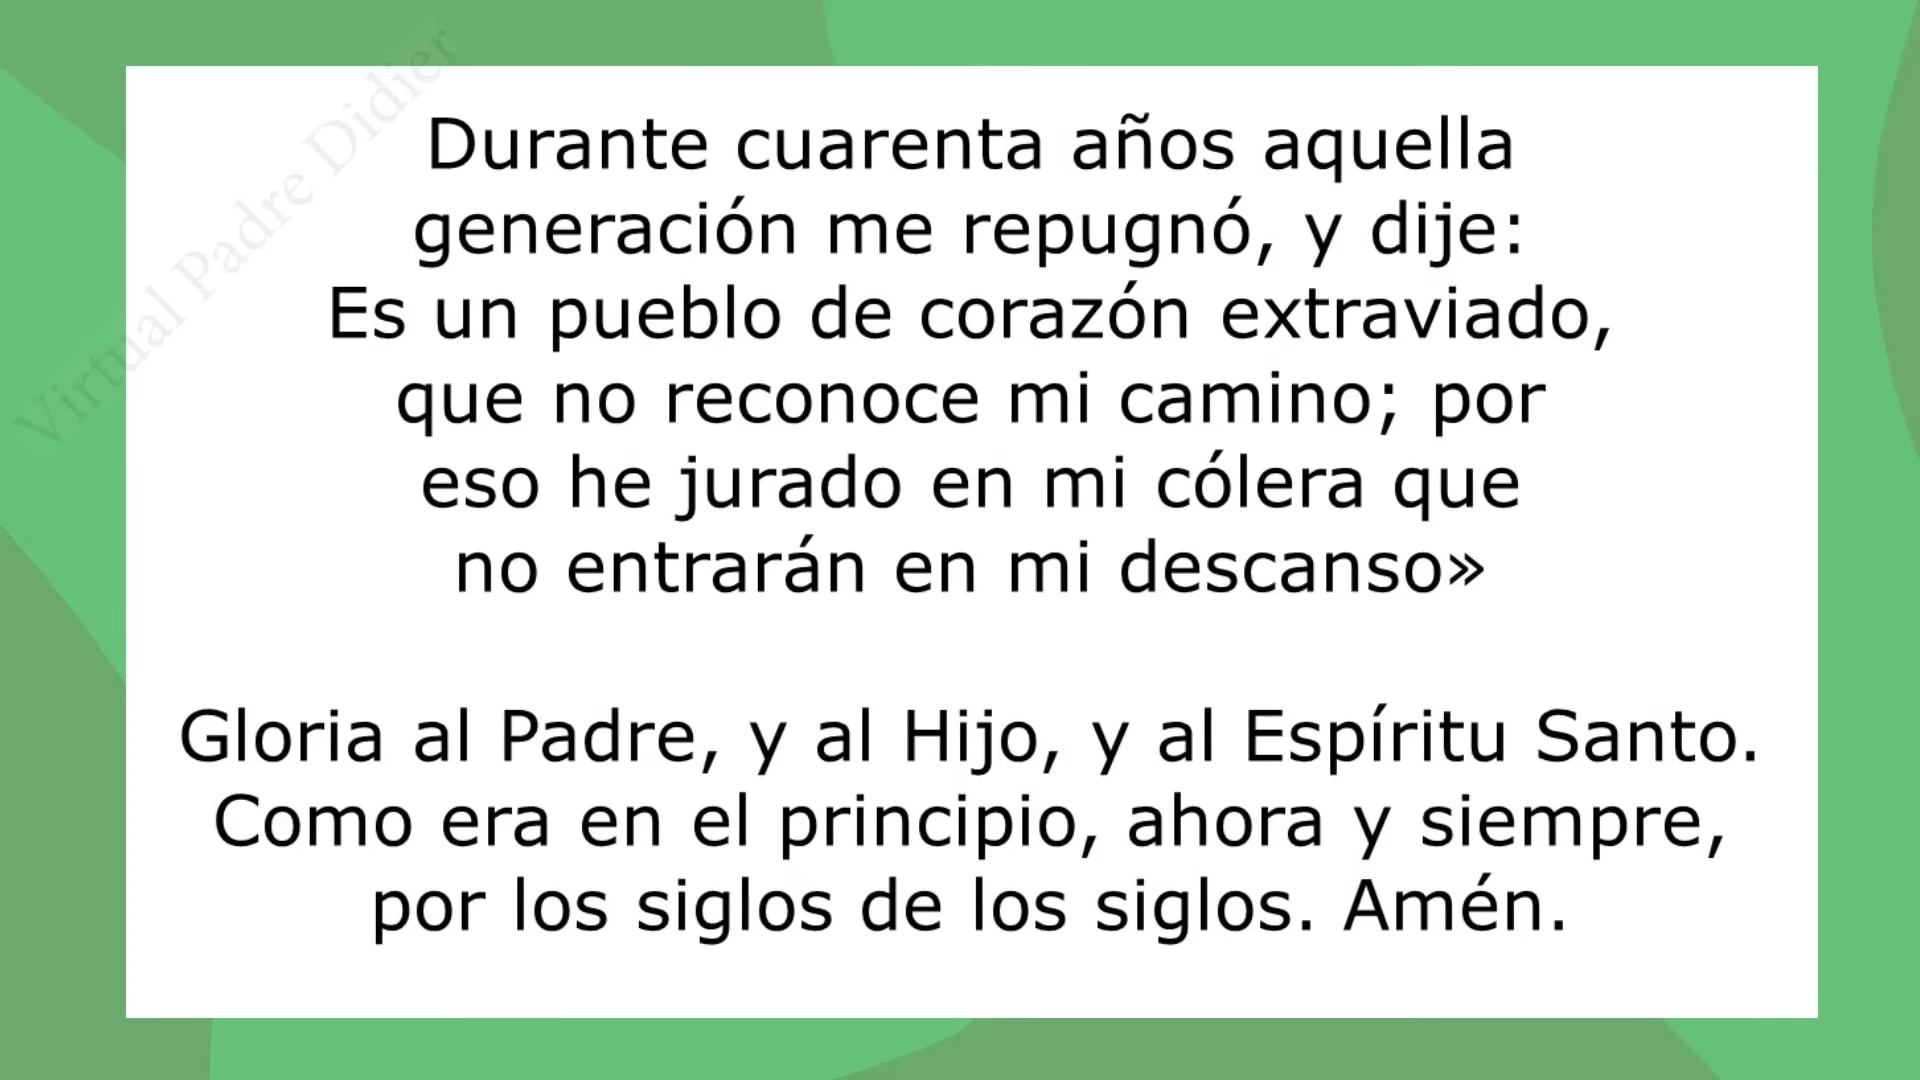 Virtual Padre Didier
Durante cuarenta años aquella
generación me repugnó, y dije:
Es un pueblo de corazón extraviado,
que no reconoce mi camino; por
eso he jurado en mi cólera que
no entrarán en mi descanso»
Gloria al Padre, y al Hijo, y al Espíritu Santo.
Como era en el principio, ahora y siempre,
por los siglos de los siglos. Amén.